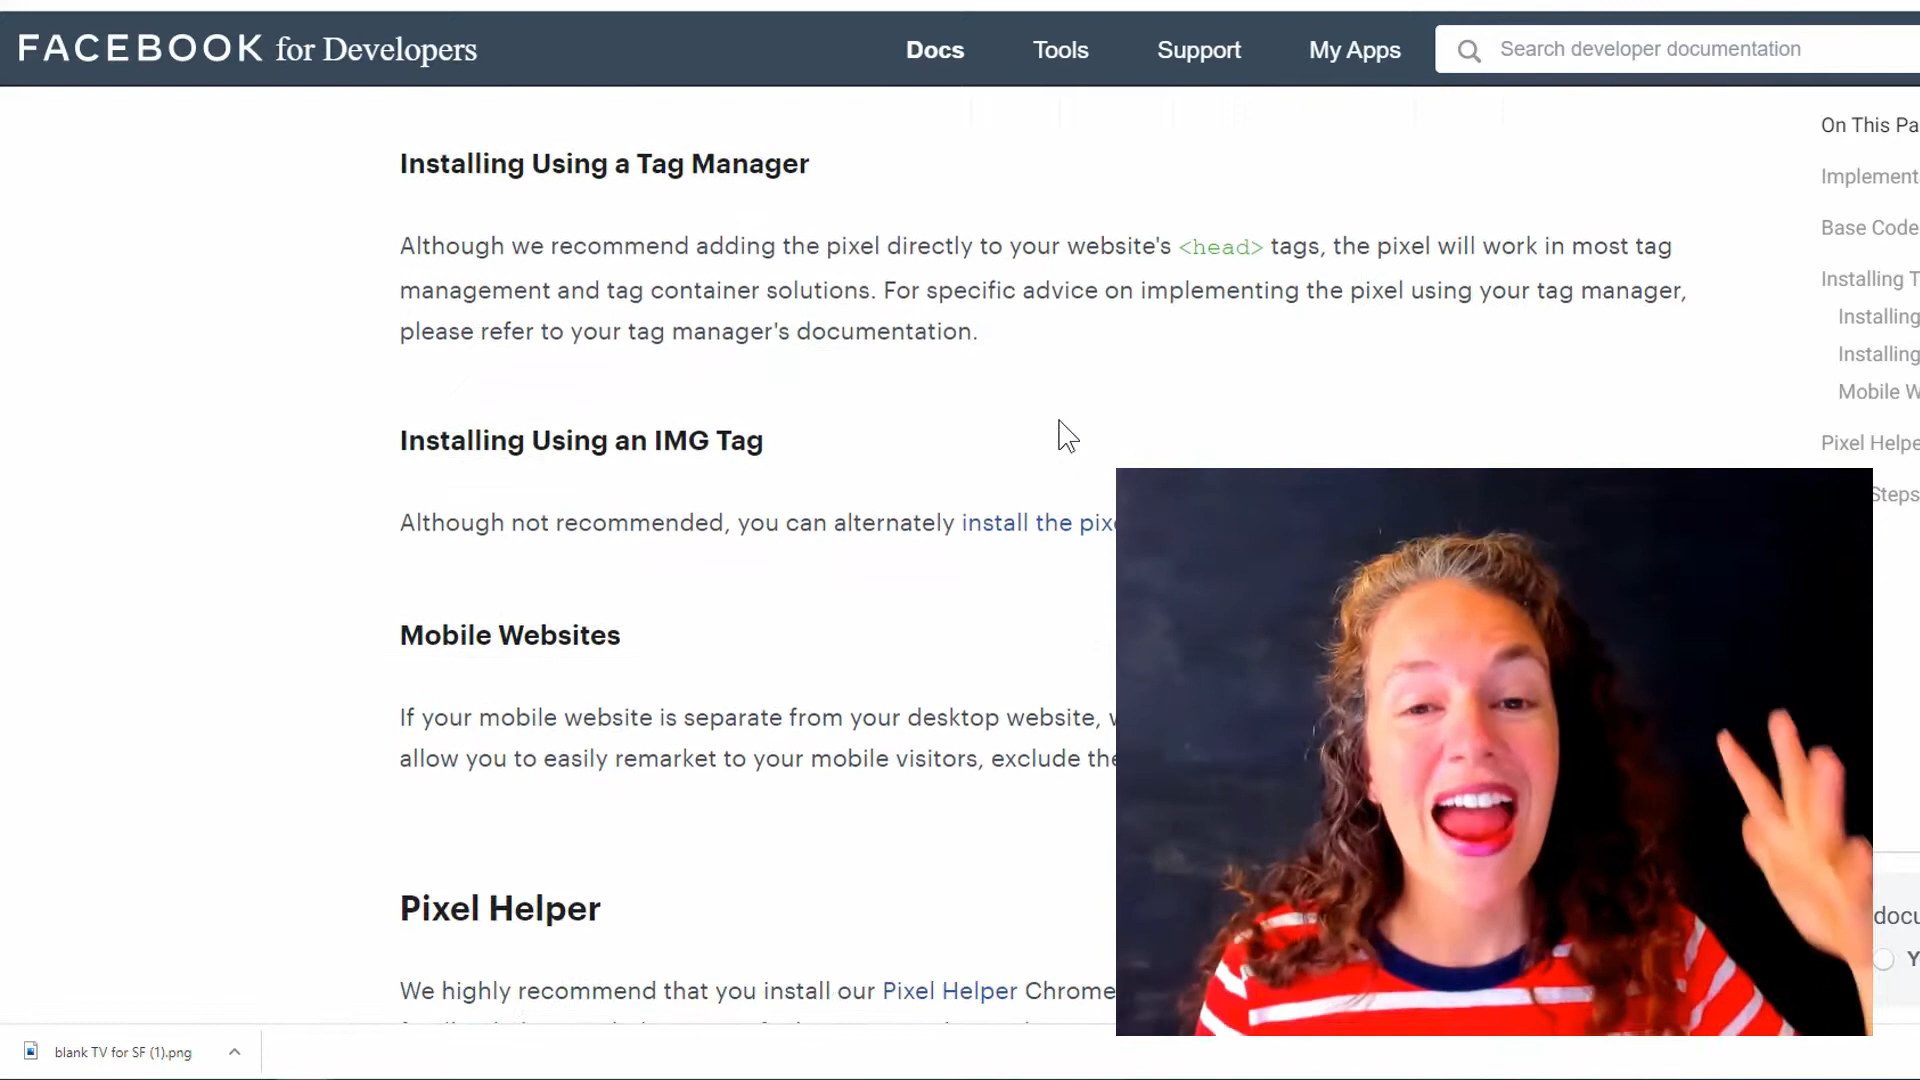 FACEBOOK for Developers
Docs
Tools
Support
My Apps
Search developer documentation
Installing Using a Tag Manager
Although we recommend adding the pixel directly to your website's <head> tags, the pixel will work in most tag
management and tag container solutions. For specific advice on implementing the pixel using your tag manager,
please refer to your tag manager's documentation.
Installing Using an IMG Tag
Although not recommended, you can alternately install the
Mobile Websites
If your mobile website is separate from your desktop website,
allow you to easily remarket to your mobile visitors, exclude
Pixel Helper
We highly recommend that you install our Pixel Helper Chrome
On This
Base Code
Installing
Installing
Installing
Mobile
Pixel
Steps
blank TV for SF (1).png